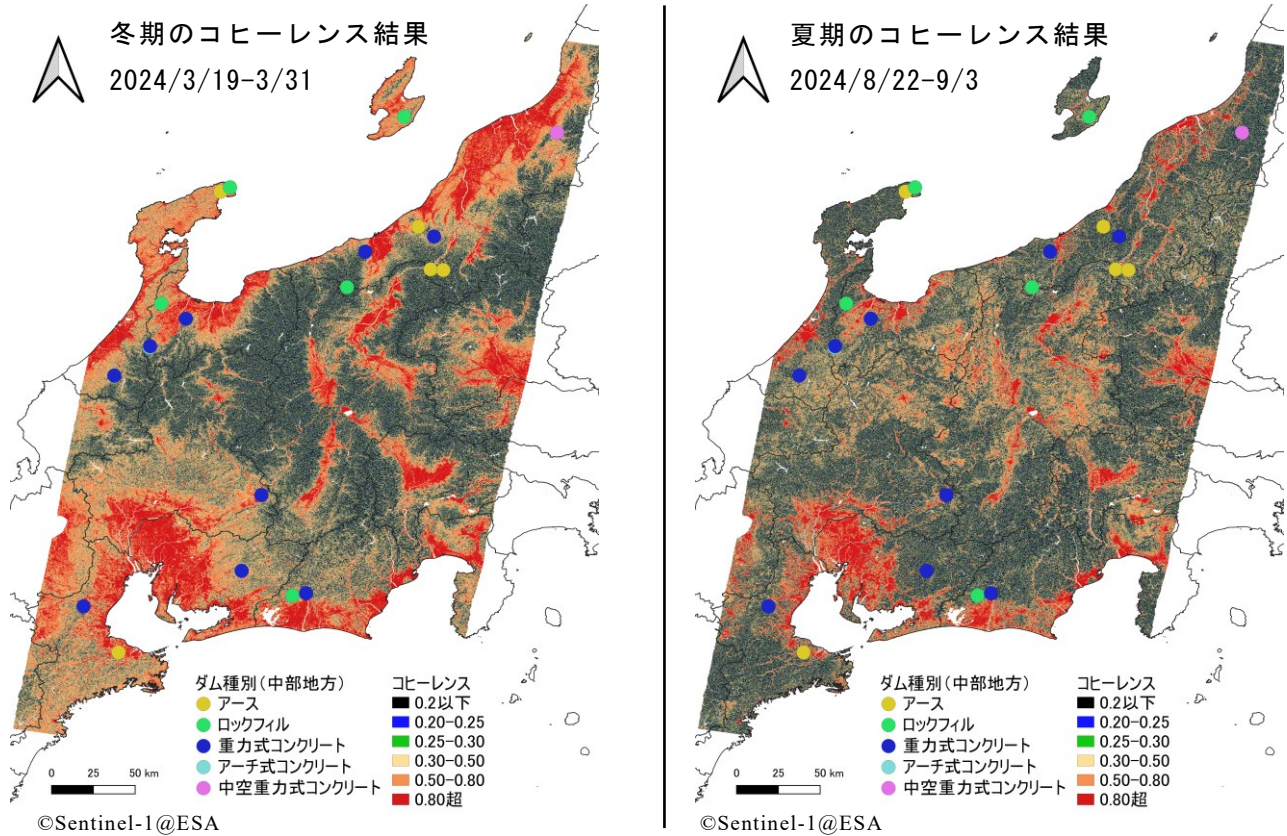 冬期のコヒーレンス結果
2024/3/19-3/31
ダム種別(中部地方)
アース
ロックフィル
重力式コンクリート
アーチ式コンクリート
中空重力式コンクリート
コヒーレンス
0.2以下
0.20-0.25
0.25-0.30
0.30-0.50
0.50-0.80
0.80超
0 25 50 km
©Sentinel-1@ESA
夏期のコヒーレンス結果
2024/8/22-9/3
ダム種別(中部地方)
アース
ロックフィル
重力式コンクリート
アーチ式コンクリート
中空重力式コンクリート
コヒーレンス
0.2以下
0.20-0.25
0.25-0.30
0.30-0.50
0.50-0.80
0.80超
0 25 50 km
©Sentinel-1@ESA